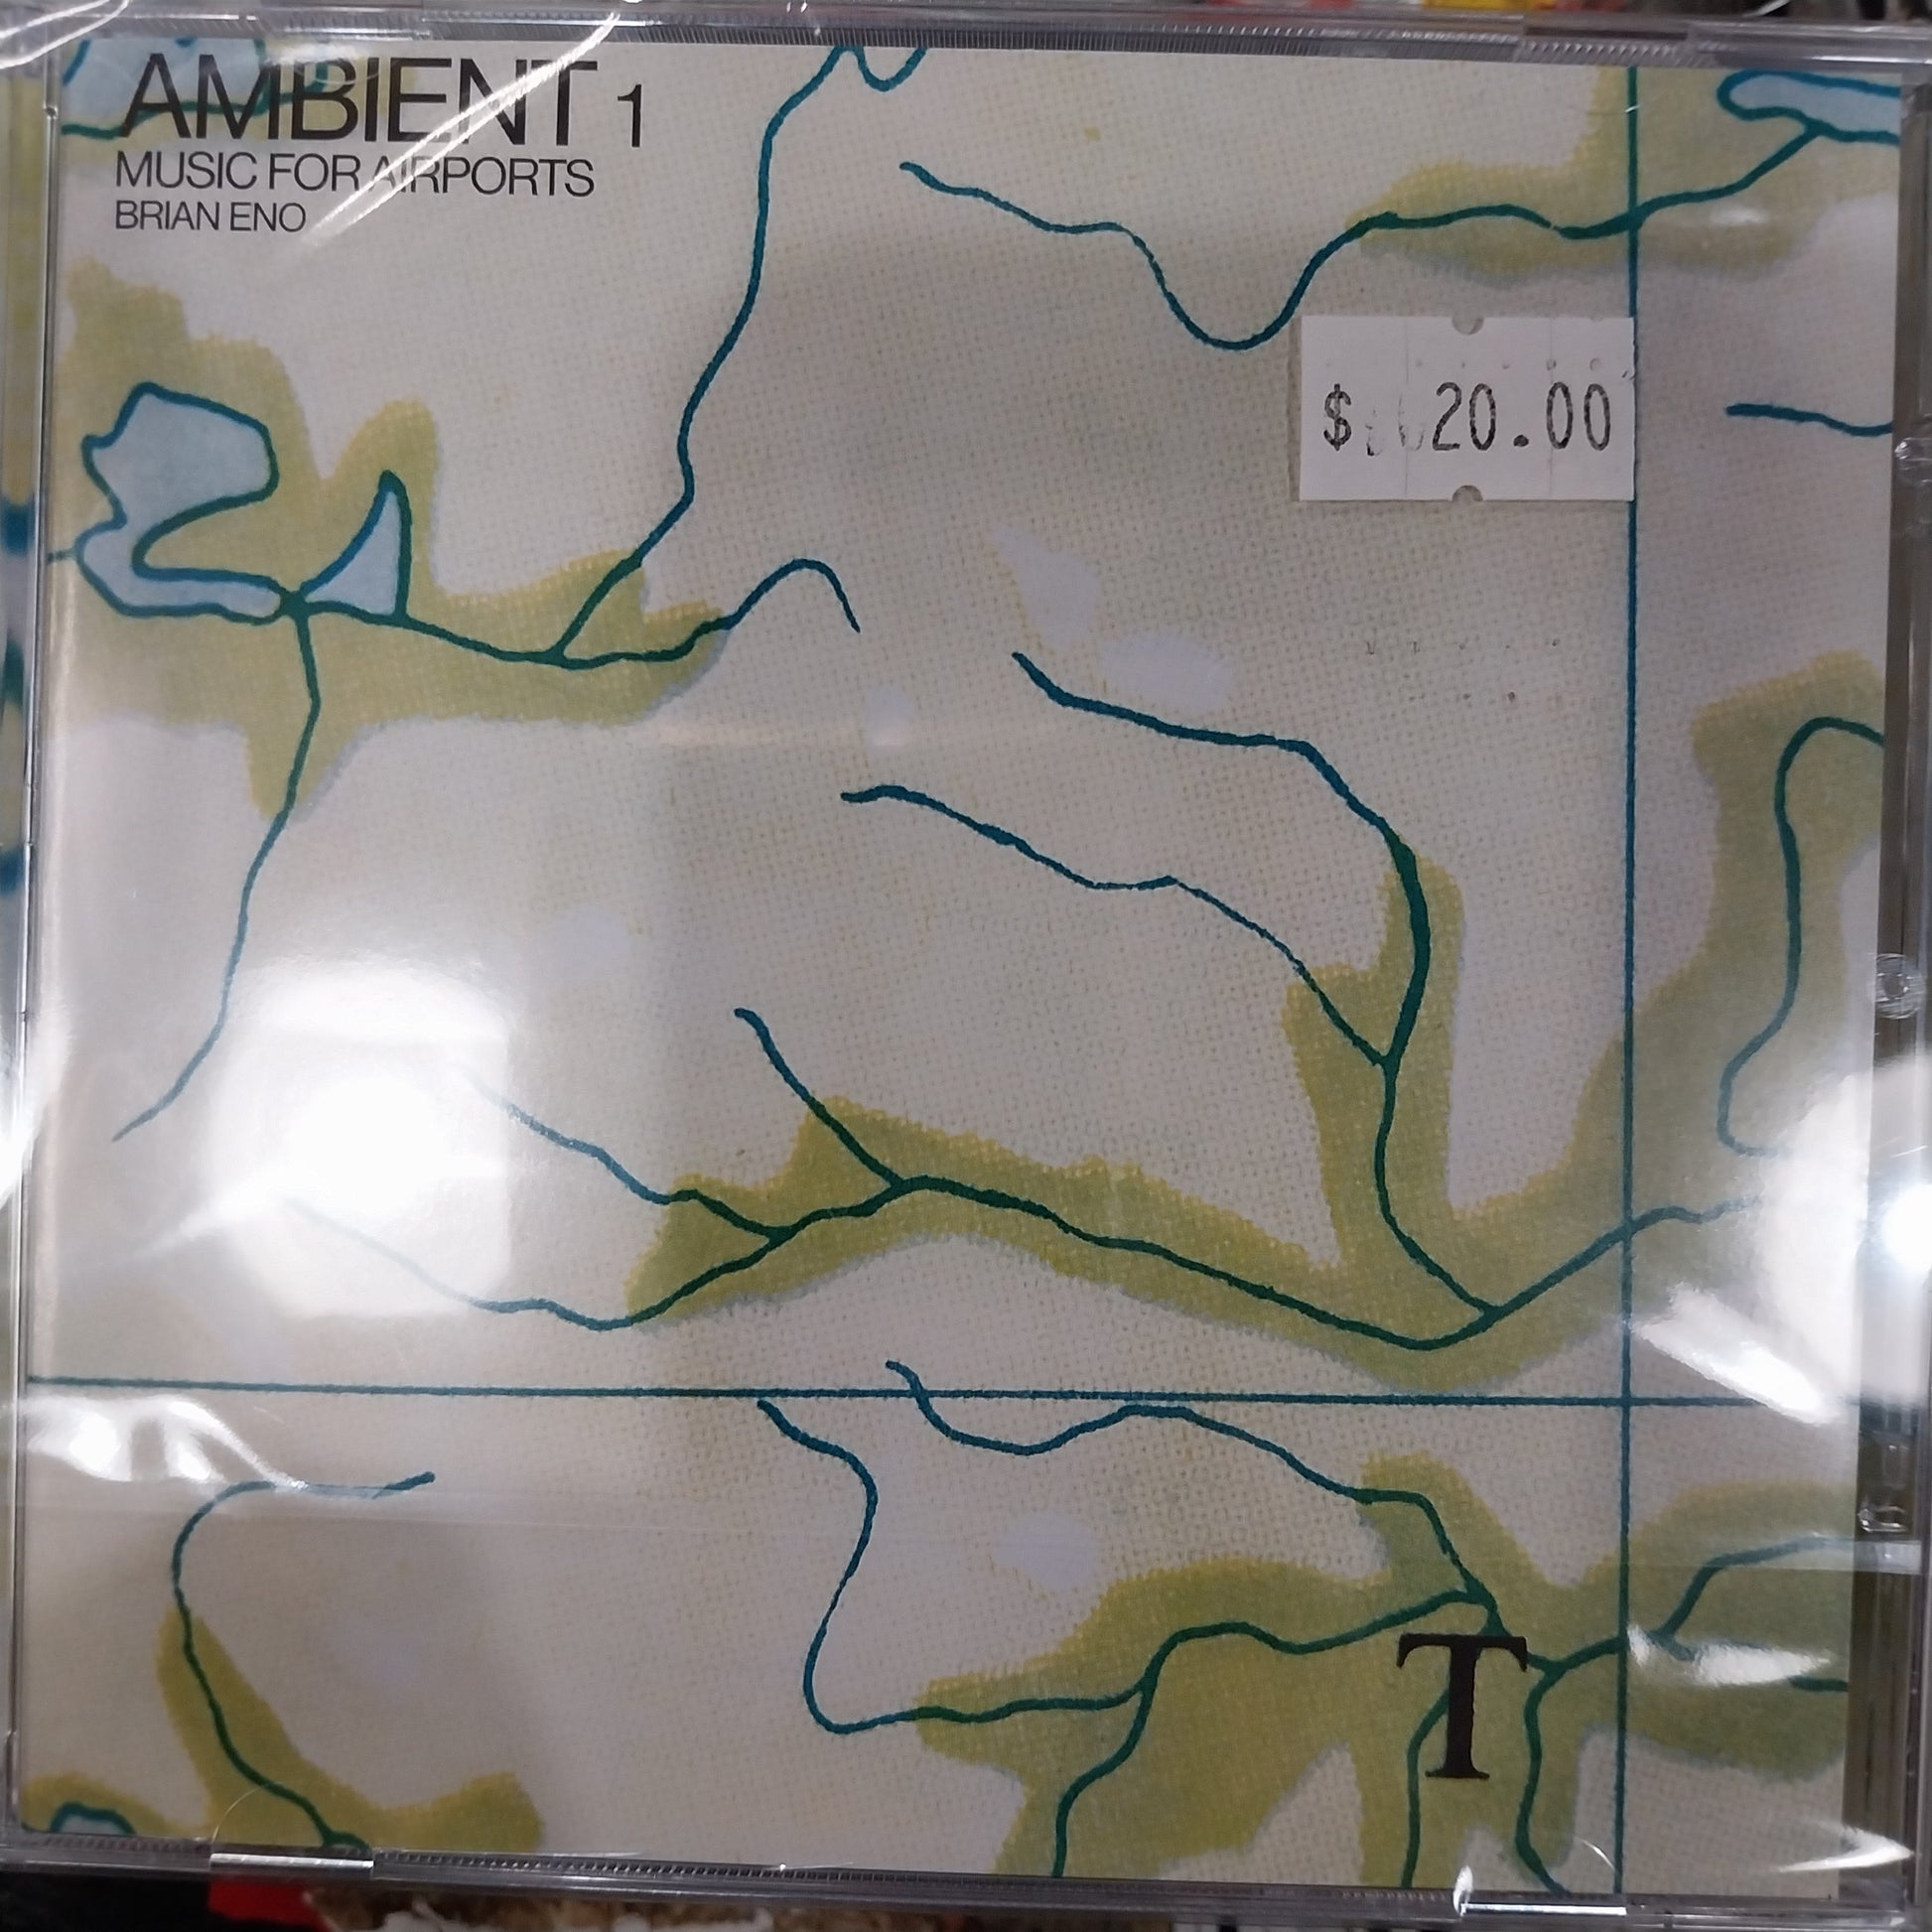 AMBIENT 1
MUSIC FOR AIRPORTS
BRIAN ENO
$ 20.00
T